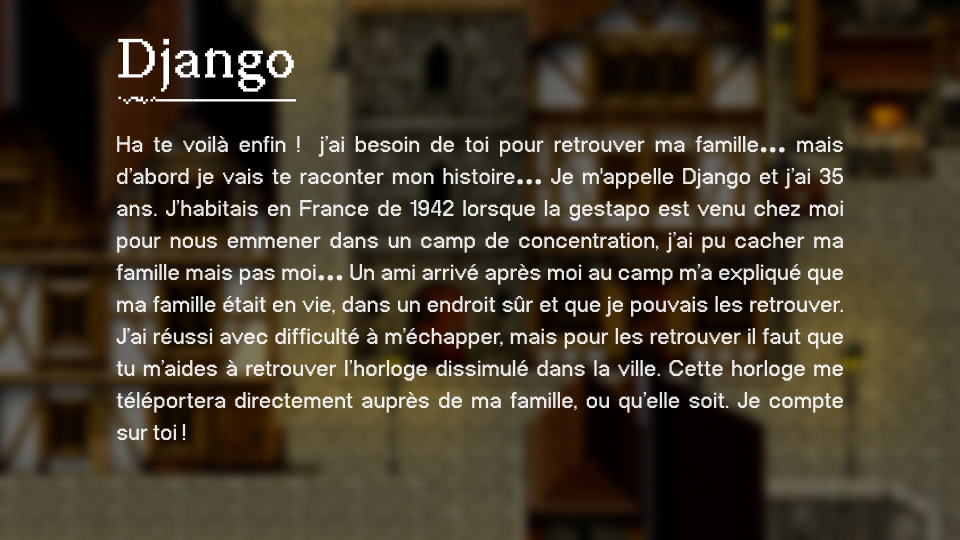 Django
Ha te voilà enfin ! j'ai besoin de toi pour retrouver ma famille... mais
d'abord je vais te raconter mon histoire... Je m'appelle Django et j'ai 35
ans. J'habitais en France de 1942 lorsque la gestapo est venu chez moi
pour nous emmener dans un camp de concentration, j'ai pu cacher ma
famille mais pas moi... Un ami arrivé après moi au camp m'a expliqué que
ma famille était en vie, dans un endroit sûr et que je pouvais les retrouver.
J'ai réussi avec difficulté à m'échapper, mais pour les retrouver il faut que
tu m'aides à retrouver l'horloge dissimulé dans la ville. Cette horloge me
téléportera directement auprès de ma famille, ou qu'elle soit. Je compte
sur toi !